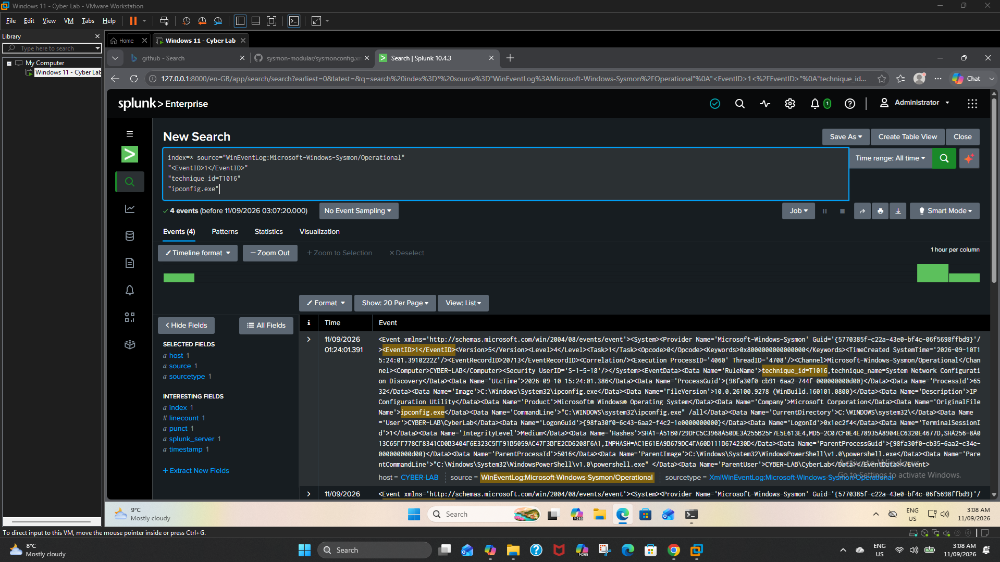 Windows 11 - Cyber Lab - VMware Workstation
File Edit View VM Tabs Help
Library
Type here to search
My Computer
Windows 11 - Cyber Lab
Home
Windows 11 - Cyber Lab
github - Search
sysmon-modular/sysmonconfig.xm
Search | Splunk 10.4.3
127.0.0.1:8000/en-GB/app/search/search?earliest=0&latest=&q=search%20index%3D*%20source%3D"WinEventLog%3AMicrosoft-Windows-Sysmon%2FOperational"%0A"<EventID>1<%2FEventID>"%0A"technique_id...
Chat
splunk> Enterprise
1
Administrator
New Search
Save As
Create Table View
Close
index=* source="WinEventLog:Microsoft-Windows-Sysmon/Operational"
"<EventID>1</EventID>"
"technique_id=T1016"
"ipconfig.exe"
Time range: All time
4 events (before 11/09/2026 03:07:20.000)
No Event Sampling
Job
Smart Mode
Events (4)
Patterns
Statistics
Visualization
Timeline format
Zoom Out
+ Zoom to Selection
× Deselect
1 hour per column
Format
Show: 20 Per Page
View: List
Hide Fields
All Fields
i
Time
Event
SELECTED FIELDS
a host 1
a source 1
a sourcetype 1
INTERESTING FIELDS
a index 1
# linecount 1
a punct 1
a splunk_server 1
a timestamp 1
+ Extract New Fields
11/09/2026
01:24:01.391
<Event xmlns='http://schemas.microsoft.com/win/2004/08/events/event'><System><Provider Name='Microsoft-Windows-Sysmon' Guid='{5770385f-c22a-43e0-bf4c-06f5698ffbd9}'/
><EventID>1</EventID><Version>5</Version><Level>4</Level><Task>1</Task><Opcode>0</Opcode><Keywords>0x8000000000000000</Keywords><TimeCreated SystemTime='2026-09-10T1
5:24:01.3910222Z'/><EventRecordID>20713</EventRecordID><Correlation/><Execution ProcessID='4060' ThreadID='4708'/><Channel>Microsoft-Windows-Sysmon/Operational</Chan
nel><Computer>CYBER-LAB</Computer><Security UserID='S-1-5-18'/></System><EventData><Data Name='RuleName'>technique_id=T1016,technique_name=System Network Configurati
on Discovery</Data><Data Name='UtcTime'>2026-09-10 15:24:01.386</Data><Data Name='ProcessGuid'>{98fa30f0-cb91-6aa2-744f-000000000d00}</Data><Data Name='ProcessId'>65
32</Data><Data Name='Image'>C:\Windows\System32\ipconfig.exe</Data><Data Name='FileVersion'>10.0.26100.9278 (WinBuild.160101.0800)</Data><Data Name='Description'>IP
Configuration Utility</Data><Data Name='Product'>Microsoft® Windows® Operating System</Data><Data Name='Company'>Microsoft Corporation</Data><Data Name='OriginalFile
Name'>ipconfig.exe</Data><Data Name='CommandLine'>"C:\WINDOWS\system32\ipconfig.exe" /all</Data><Data Name='CurrentDirectory'>C:\WINDOWS\system32\</Data><Data Name
='User'>CYBER-LAB\CyberLab</Data><Data Name='LogonGuid'>{98fa30f0-6c43-6aa2-f4c2-1e0000000000}</Data><Data Name='LogonId'>0x1ec2f4</Data><Data Name='TerminalSessionI
d'>1</Data><Data Name='IntegrityLevel'>Medium</Data><Data Name='Hashes'>SHA1=A51B0729DFC5C3968A50DE3A255B25F7E5E613E4,MD5=2C07CF0E4E78935A8904EC6320E4677D,SHA256=8A0
13C65FF778CF8341CD0B3404F6E323C5FF91B5059AC47F3BFE2CD6208F6A1,IMPHASH=AC1E61EA9B679DC4FA60D111B674230D</Data><Data Name='ParentProcessGuid'>{98fa30f0-cb35-6aa2-c34e-
000000000d00}</Data><Data Name='ParentProcessId'>5016</Data><Data Name='ParentImage'>C:\Windows\System32\WindowsPowerShell\v1.0\powershell.exe</Data><Data Name='Pare
ntCommandLine'>"C:\Windows\System32\WindowsPowerShell\v1.0\powershell.exe" </Data><Data Name='ParentUser'>CYBER-LAB\CyberLab</Data></EventData></Event>
host = CYBER-LAB source = WinEventLog:Microsoft-Windows-Sysmon/Operational sourcetype = XmlWinEventLog:Microsoft-Windows-Sysmon/Operational
Activate Windows
Go to Settings to activate Windows.
11/09/2026
<Event xmlns='http://schemas.microsoft.com/win/2004/08/events/event'><System><Provider Name='Microsoft-Windows-Sysmon' Guid='{5770385f-c22a-43e0-bf4c-06f5698ffbd9}'/
9°C
Mostly cloudy
Search
M365
ENG
US
3:08 AM
11/09/2026
To direct input to this VM, move the mouse pointer inside or press Ctrl+G.
8°C
Mostly cloudy
Search
M365
ENG
US
3:08 AM
11/09/2026